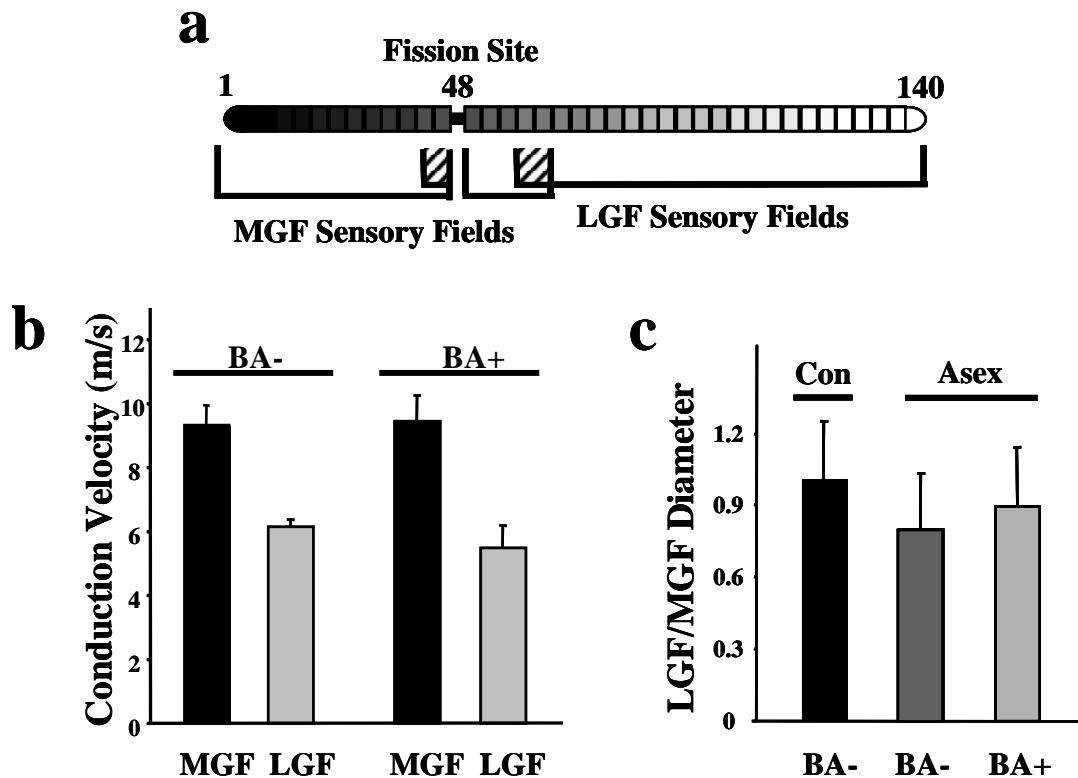 a
Fission Site
1 48 140
MGF Sensory Fields
LGF Sensory Fields
b
Conduction Velocity (m/s)
12
10
8
6
4
2
0
BA-
BA+
MGF LGF MGF LGF
c
LGF/MGF Diameter
1.2
0.9
0.6
0.3
0
Con
Asex
BA- BA- BA+